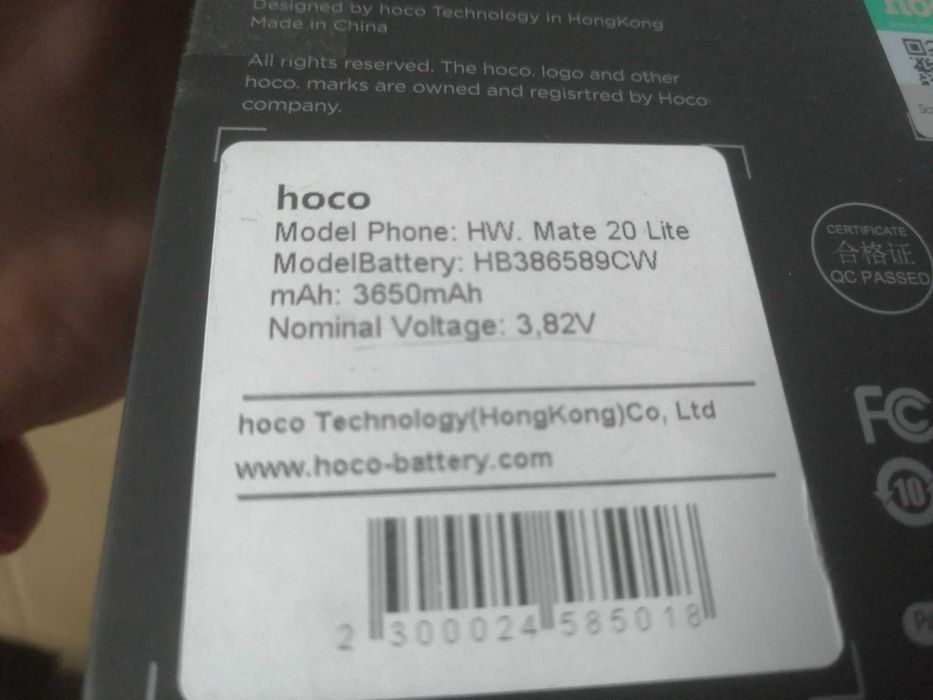 Designed by hoco Technology in HongKong
Made in China
All rights reserved. The hoco. logo and other
hoco. marks are owned and regisrtred by Hoco
company.
hoco
Model Phone: HW. Mate 20 Lite
ModelBattery: HB386589CW
mAh: 3650mAh
Nominal Voltage: 3,82V
hoco Technology(HongKong)Co, Ltd
www.hoco-battery.com
2 300024 585018
CERTIFICATE
合格证
QC PASSED
FC
10